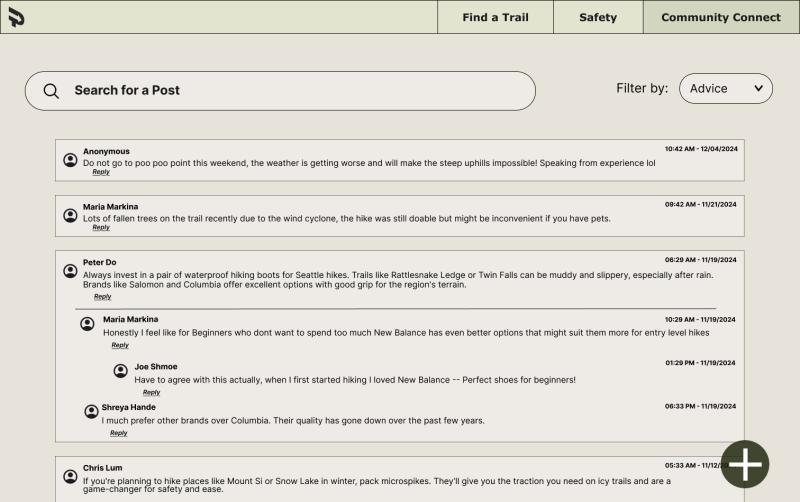 Find a Trail
Safety
Community Connect
Search for a Post
Filter by:
Advice
Anonymous
10:42 AM - 12/04/2024
Do not go to poo poo point this weekend, the weather is getting worse and will make the steep uphills impossible! Speaking from experience lol
Reply
Maria Markina
09:42 AM - 11/21/2024
Lots of fallen trees on the trail recently due to the wind cyclone, the hike was still doable but might be inconvenient if you have pets.
Reply
Peter Do
06:29 AM - 11/19/2024
Always invest in a pair of waterproof hiking boots for Seattle hikes. Trails like Rattlesnake Ledge or Twin Falls can be muddy and slippery, especially after rain.
Brands like Salomon and Columbia offer excellent options with good grip for the region's terrain.
Reply
Maria Markina
10:29 AM - 11/19/2024
Honestly I feel like for Beginners who dont want to spend too much New Balance has even better options that might suit them more for entry level hikes
Reply
Joe Shmoe
01:29 PM - 11/19/2024
Have to agree with this actually, when I first started hiking I loved New Balance -- Perfect shoes for beginners!
Reply
Shreya Hande
06:33 PM - 11/19/2024
I much prefer other brands over Columbia. Their quality has gone down over the past few years.
Reply
Chris Lum
05:33 AM - 11/12/20
If you're planning to hike places like Mount Si or Snow Lake in winter, pack microspikes. They'll give you the traction you need on icy trails and are a
game-changer for safety and ease.